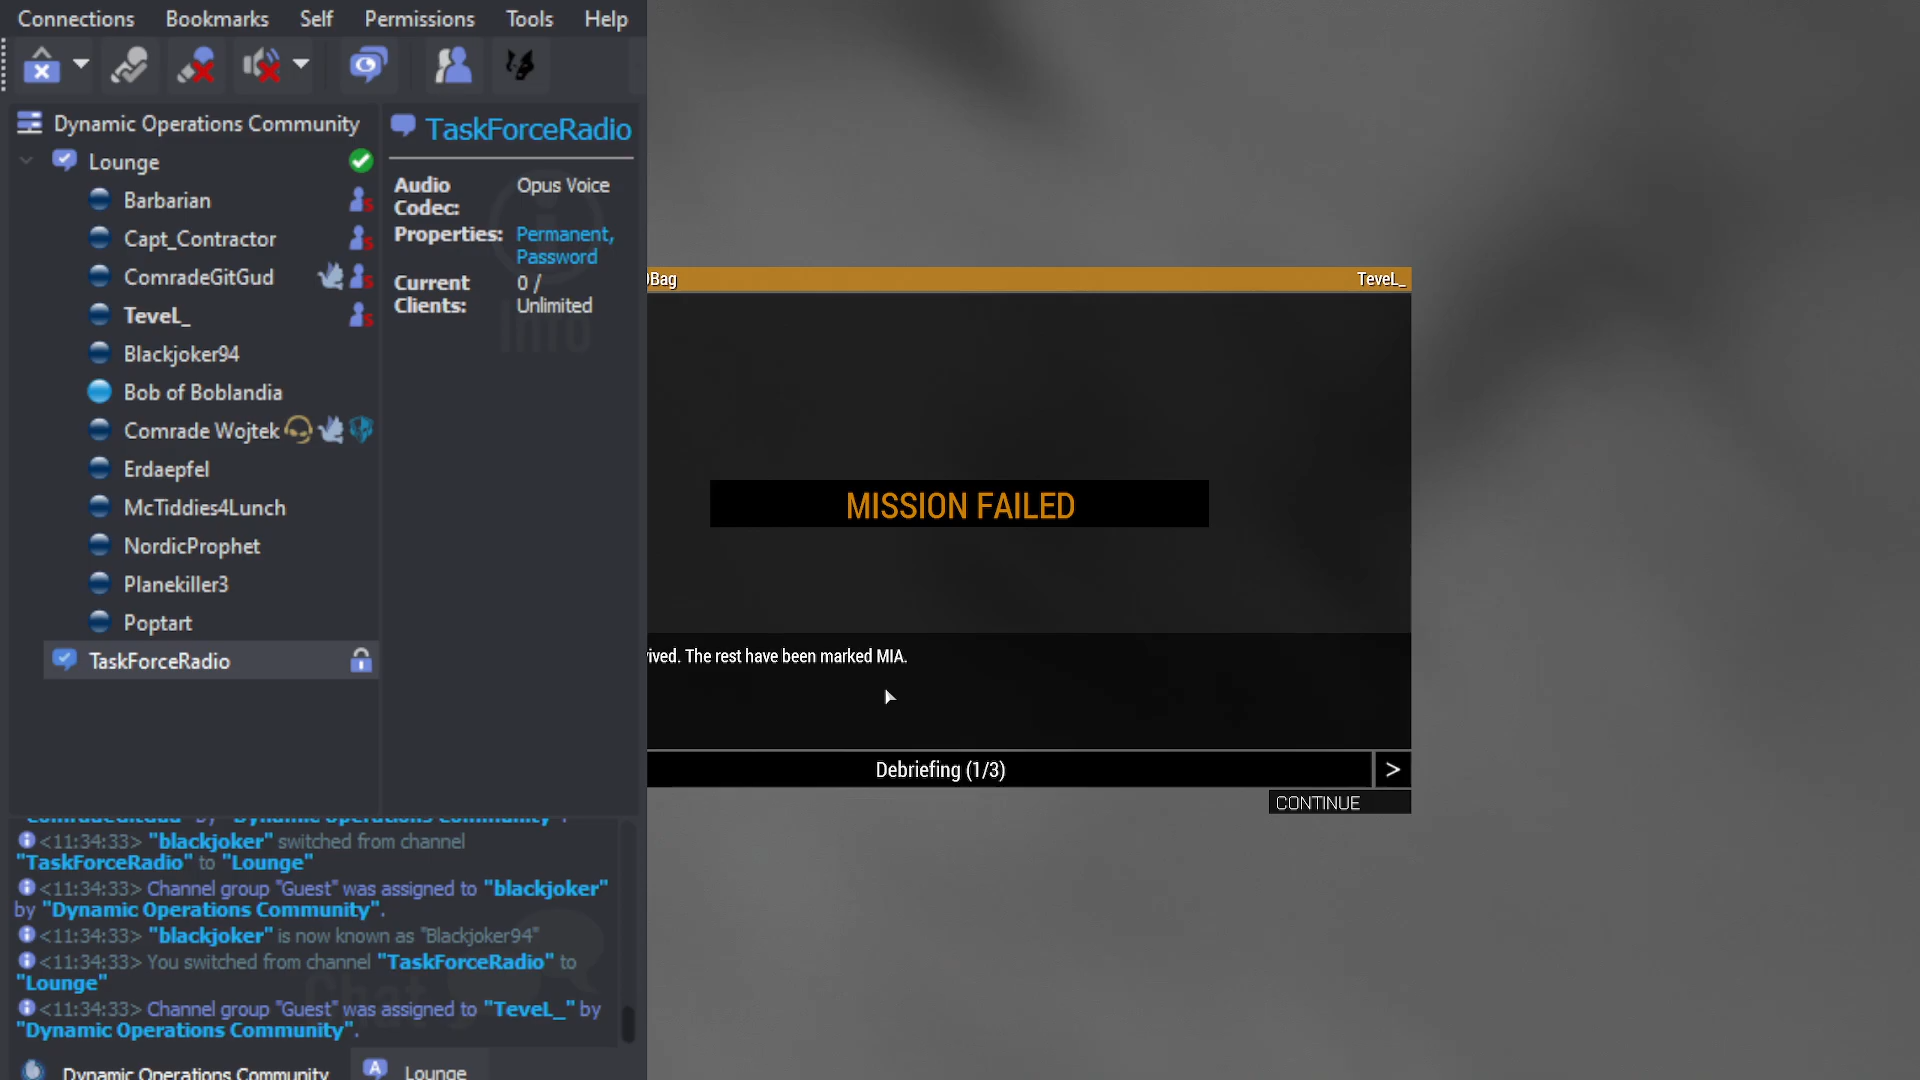 Connections Bookmarks Self Permissions Tools Help
Dynamic Operations Community
Lounge
Barbarian
Capt_Contractor
ComradeGitGud
TeveL_
Blackjoker94
Bob of Boblandia
Comrade Wojtek
Erdaepfel
McTiddies4Lunch
NordicProphet
Planekiller3
Poptart
TaskForceRadio
TaskForceRadio
Audio Codec: Opus Voice
Properties: Permanent, Password
Current Clients: 0 / Unlimited
Info
Bag TeveL_
MISSION FAILED
The rest have been marked MIA.
Debriefing (1/3) >
CONTINUE
"Dynamic Operations Community".
<11:34:33> "blackjoker" switched from channel
"TaskForceRadio" to "Lounge"
<11:34:33> Channel group "Guest" was assigned to "blackjoker"
by "Dynamic Operations Community".
<11:34:33> "blackjoker" is now known as "Blackjoker94"
<11:34:33> You switched from channel "TaskForceRadio" to
"Lounge"
<11:34:33> Channel group "Guest" was assigned to "TeveL_" by
"Dynamic Operations Community".
Chat
Dynamic Operations Community Lounge